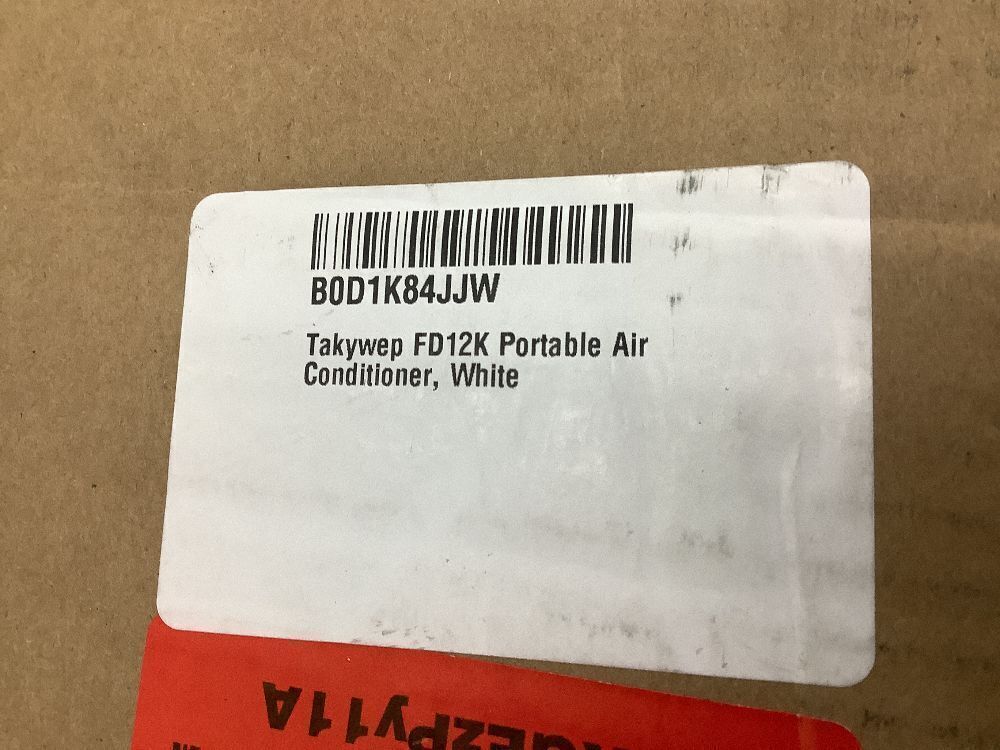 B0D1K84JJW
Takywep FD12K Portable Air
Conditioner, White